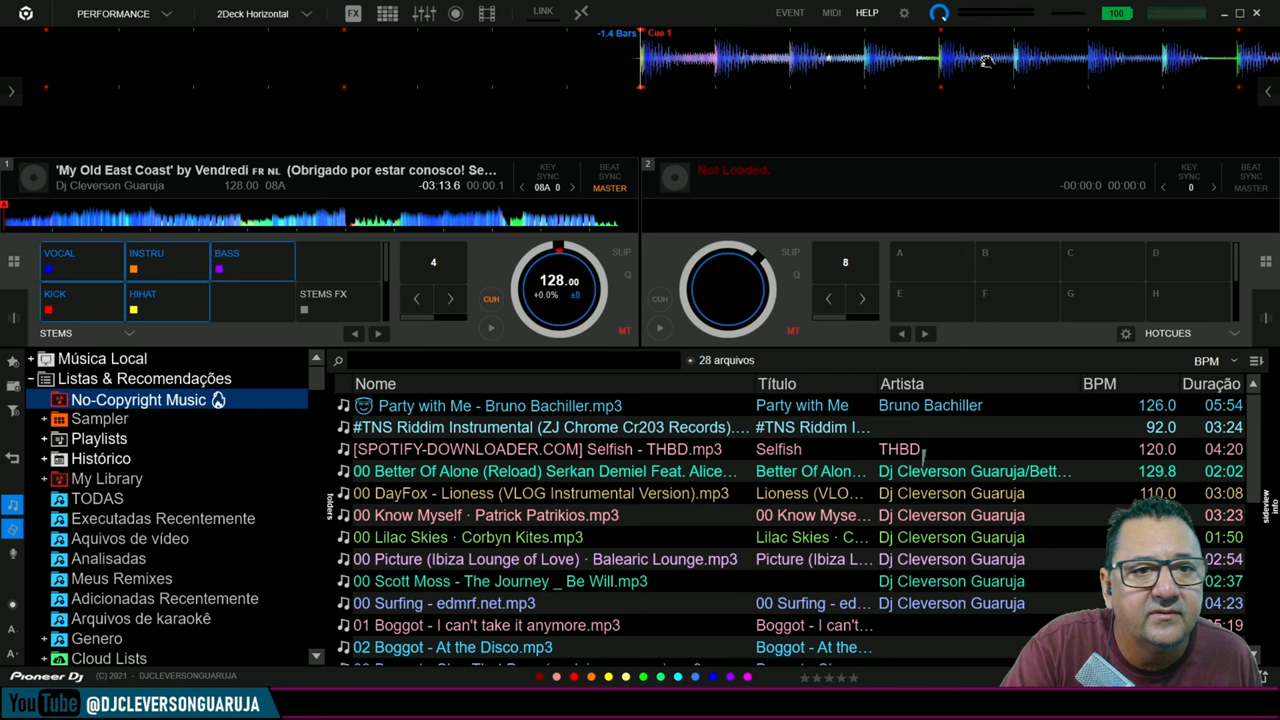 PERFORMANCE
2Deck Horizontal
FX
LINK
EVENT
MIDI
HELP
100
-1.4 Bars
Cue 1
1
'My Old East Coast' by Vendredi FR NL (Obrigado por estar conosco! Se...
Dj Cleverson Guaruja
128.00
08A
-03:13.6
00:00.1
KEY SYNC
08A 0
BEAT SYNC
MASTER
2
Not Loaded.
-00:00:0
00:00:0
KEY SYNC
0
BEAT SYNC
MASTER
A
VOCAL
INSTRU
BASS
KICK
HIHAT
STEMS FX
STEMS
4
CUH
128.00
+0.0%
±8
SLIP
Q
MT
8
CUH
SLIP
Q
MT
A
B
C
D
E
F
G
H
HOTCUES
Música Local
Listas & Recomendações
No-Copyright Music
Sampler
Playlists
Histórico
My Library
TODAS
Executadas Recentemente
Aquivos de vídeo
Analisadas
Meus Remixes
Adicionadas Recentemente
Arquivos de karaokê
Genero
Cloud Lists
folders
28 arquivos
BPM
Nome Título Artista BPM Duração
Party with Me - Bruno Bachiller.mp3 Party with Me Bruno Bachiller 126.0 05:54
#TNS Riddim Instrumental (ZJ Chrome Cr203 Records).... #TNS Riddim I... 92.0 03:24
[SPOTIFY-DOWNLOADER.COM] Selfish - THBD.mp3 Selfish THBD 120.0 04:20
00 Better Of Alone (Reload) Serkan Demiel Feat. Alice... Better Of Alon... Dj Cleverson Guaruja/Bett... 129.8 02:02
00 DayFox - Lioness (VLOG Instrumental Version).mp3 Lioness (VLO... Dj Cleverson Guaruja 110.0 03:08
00 Know Myself · Patrick Patrikios.mp3 00 Know Myse... Dj Cleverson Guaruja 03:23
00 Lilac Skies · Corbyn Kites.mp3 Lilac Skies · C... Dj Cleverson Guaruja 01:50
00 Picture (Ibiza Lounge of Love) · Balearic Lounge.mp3 Picture (Ibiza L... Dj Cleverson Guaruja 02:54
00 Scott Moss - The Journey _ Be Will.mp3 Dj Cleverson Guaruja 02:37
00 Surfing - edmrf.net.mp3 00 Surfing - ed... Dj Cleverson Guaruja 04:23
01 Boggot - I can't take it anymore.mp3 Boggot - I can't... :19
02 Boggot - At the Disco.mp3 Boggot - At the...
sideview
info
Pioneer Dj
(C) 2021 - DJCLEVERSONGUARUJA
YouTube @DJCLEVERSONGUARUJA